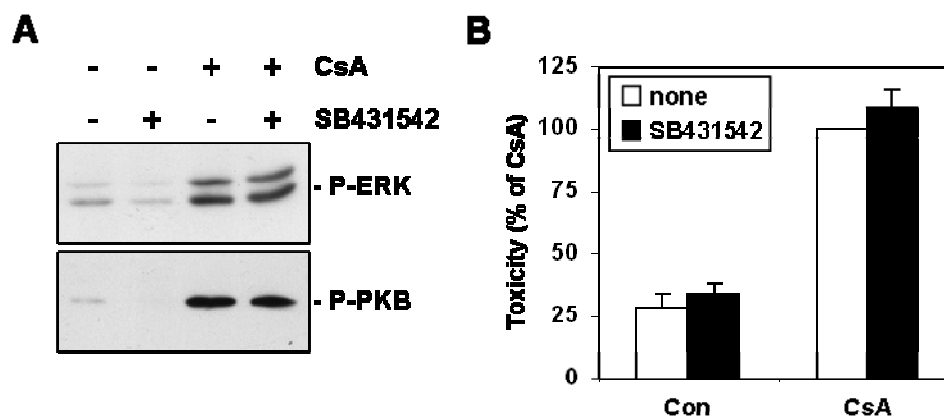 A
- - + + CsA
- + - + SB431542
- P-ERK
- P-PKB
B
Toxicity (% of CsA)
125
100
75
50
25
0
none
SB431542
Con CsA